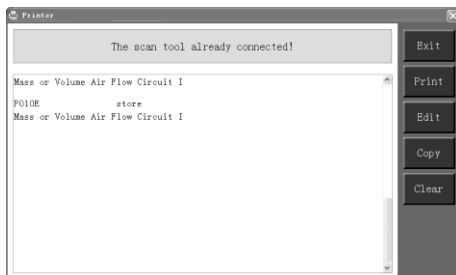 Printer
The scan tool already connected!
Mass or Volume Air Flow Circuit I
P010E store
Mass or Volume Air Flow Circuit I
Exit
Print
Edit
Copy
Clear